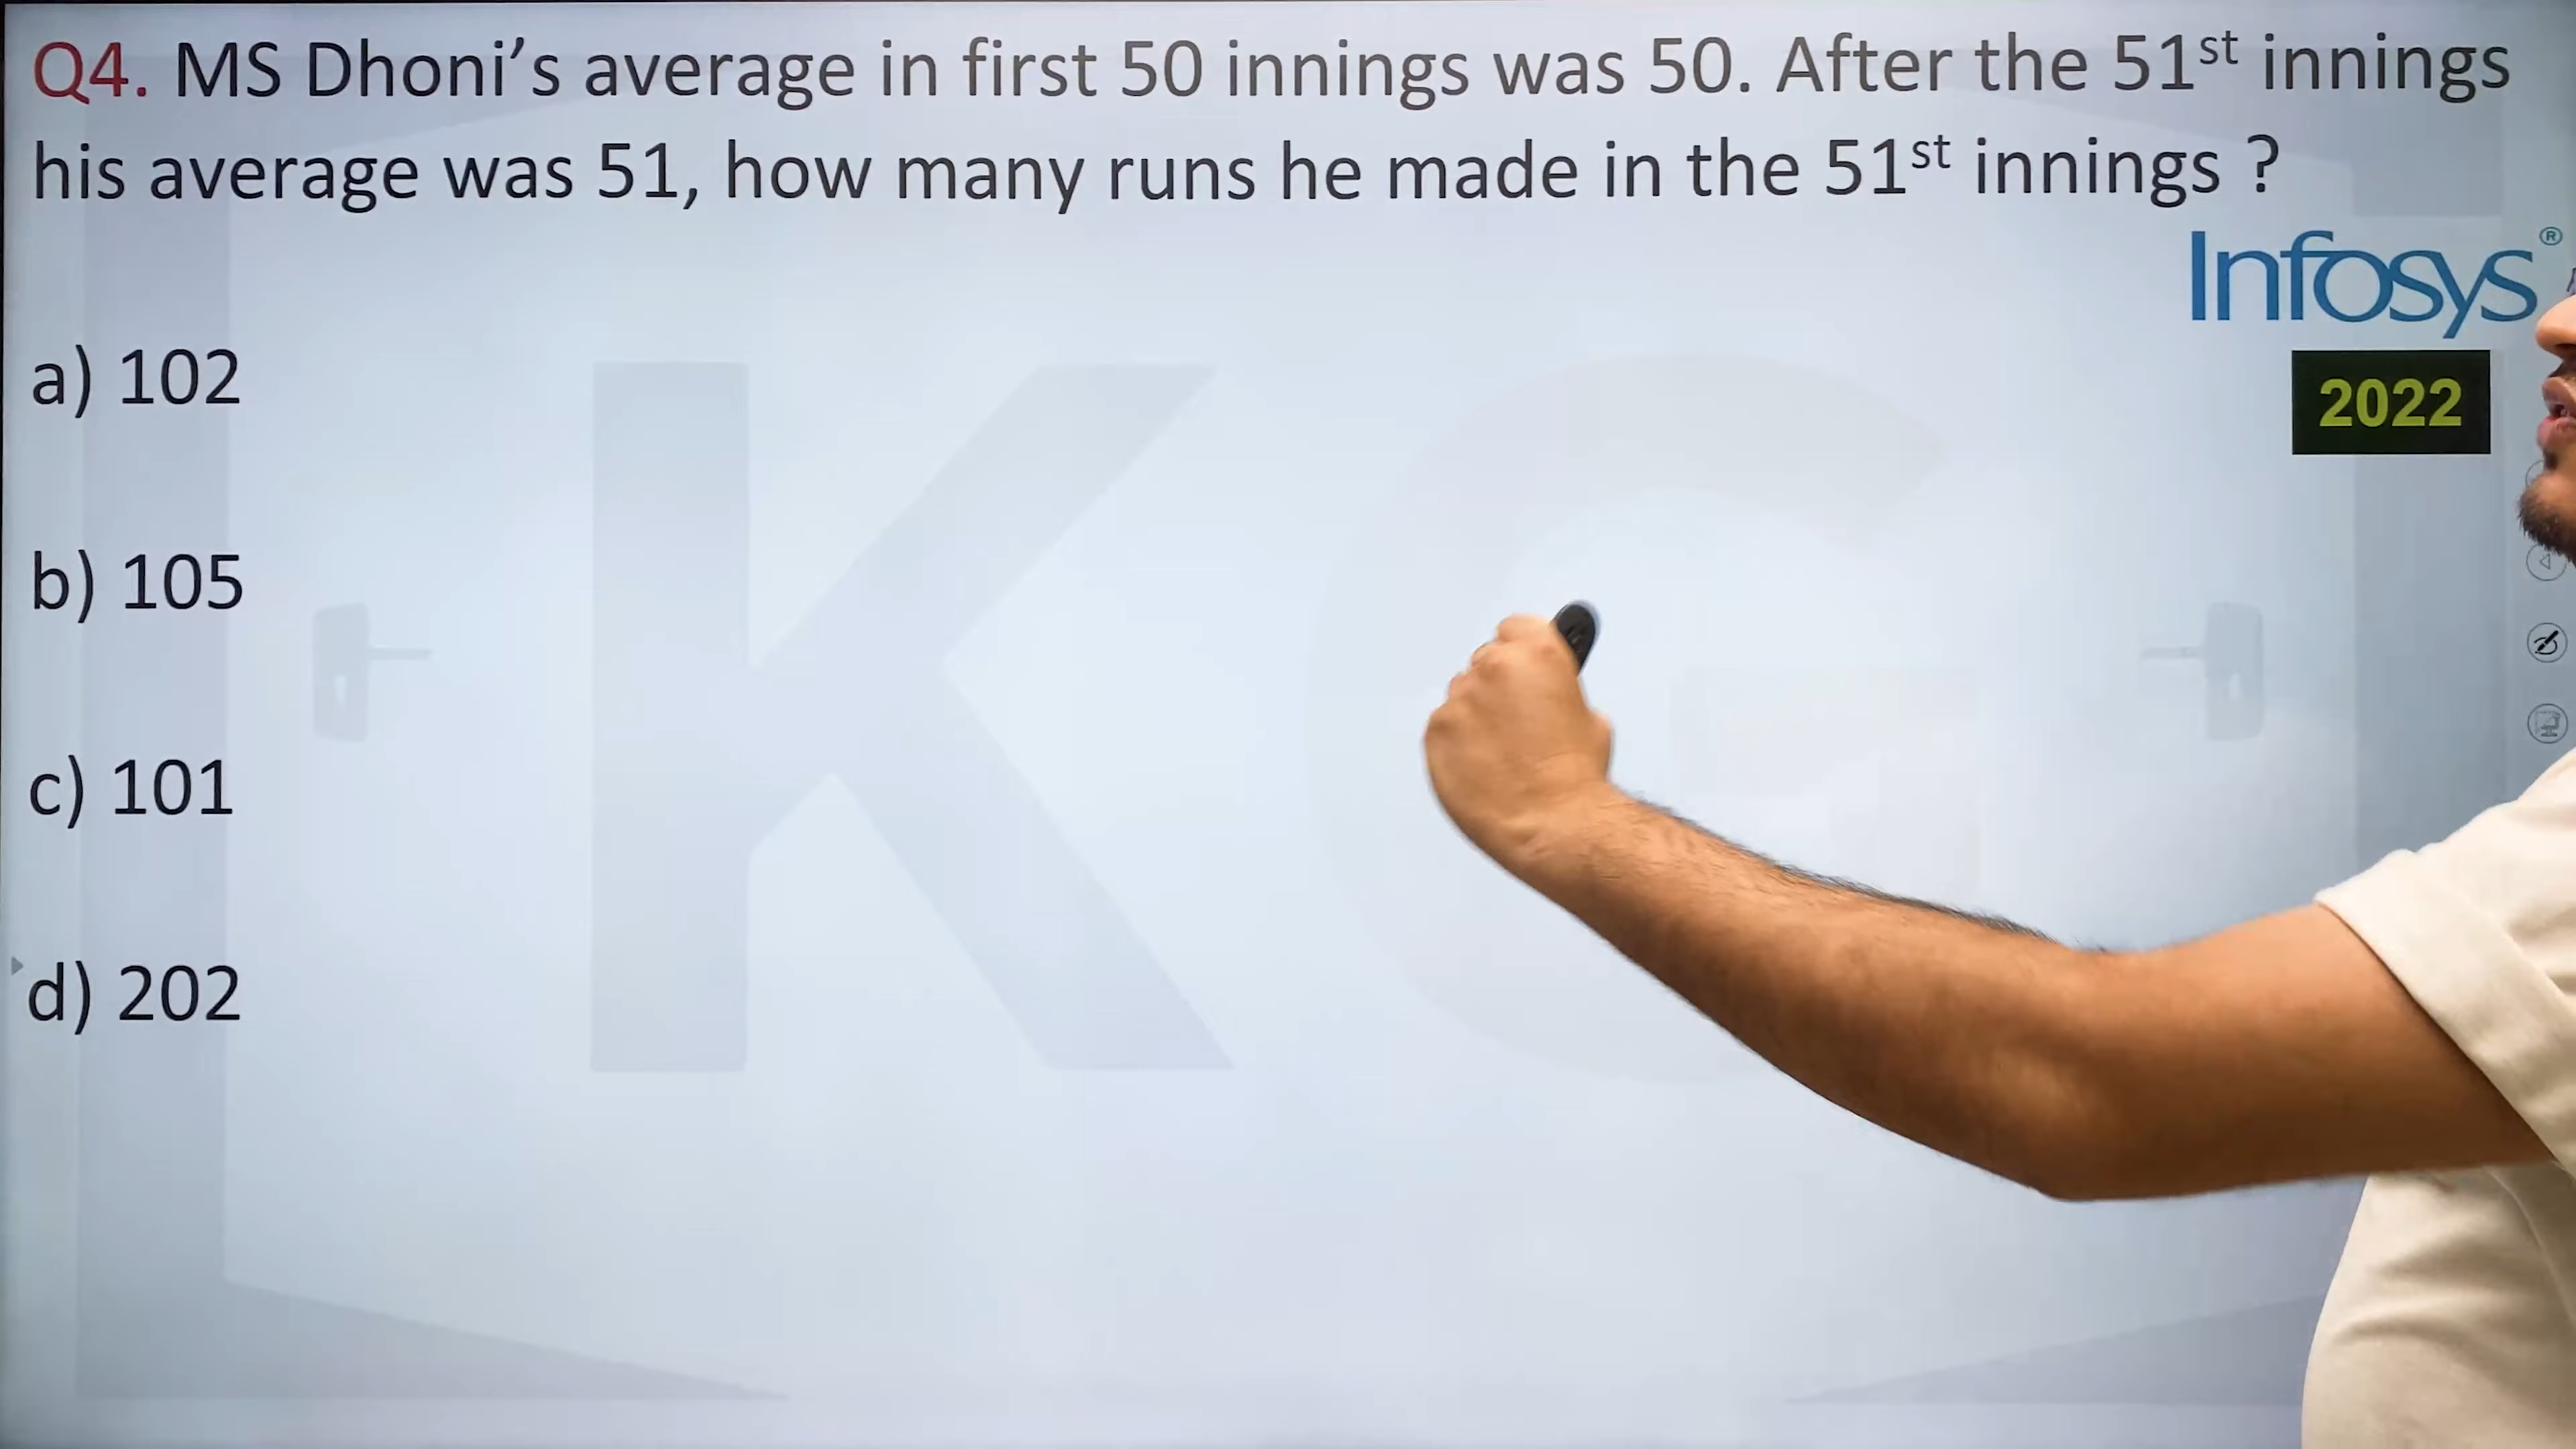 Q4. MS Dhoni’s average in first 50 innings was 50. After the 51st innings
his average was 51, how many runs he made in the 51st innings ?
Infosys®
2022
a) 102
b) 105
c) 101
d) 202
KG